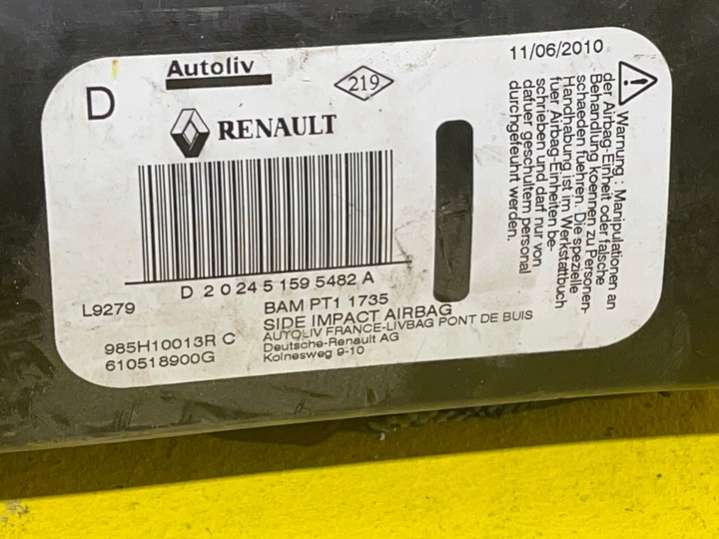 D
Autoliv
219
11/06/2010
RENAULT
D 2 0 24 5 159 5482 A
L9279
BAM PT1 1735
SIDE IMPACT AIRBAG
985H10013R C
AUTOLIV FRANCE-LIVBAG PONT DE BUIS
610518900G
Deutsche-Renault AG
Kolnesweg 9-10
Warnung : Manipulationen an
der Airbag-Einheit oder falsche
Behandlung koennen zu Personen-
schaeden fuehren. Die spezielle
Handhabung ist im Werkstattbuch
fuer Airbag-Einheiten be-
schrieben und darf nur von
dafuer geschultem personal
durchgefeuhrt werden.